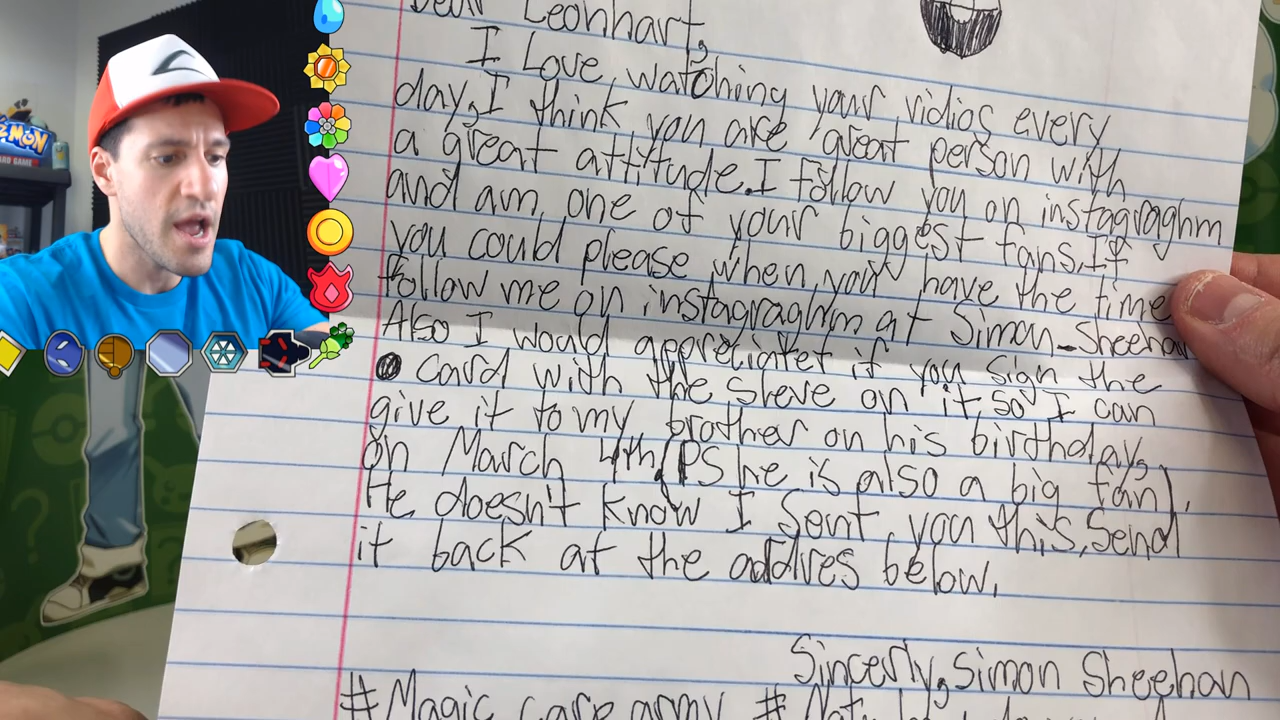 Dear Leonhart,
I Love watching your vidios every
day, I think you are great person with
a great attitude. I follow you on instagraghm
and am one of your biggest fans. If
you could please when your have the time
follow me on instagraghm at Simon_Sheehan
Also I would appretiatet if you sign the
card with the sleve on it, so I can
give it to my brother on his birthday,
on March 4th (PS he is also a big fan).
He doesn't know I sent you this, Send
it back at the addres below.
Sincerly, Simon Sheehan
#Magic care army #